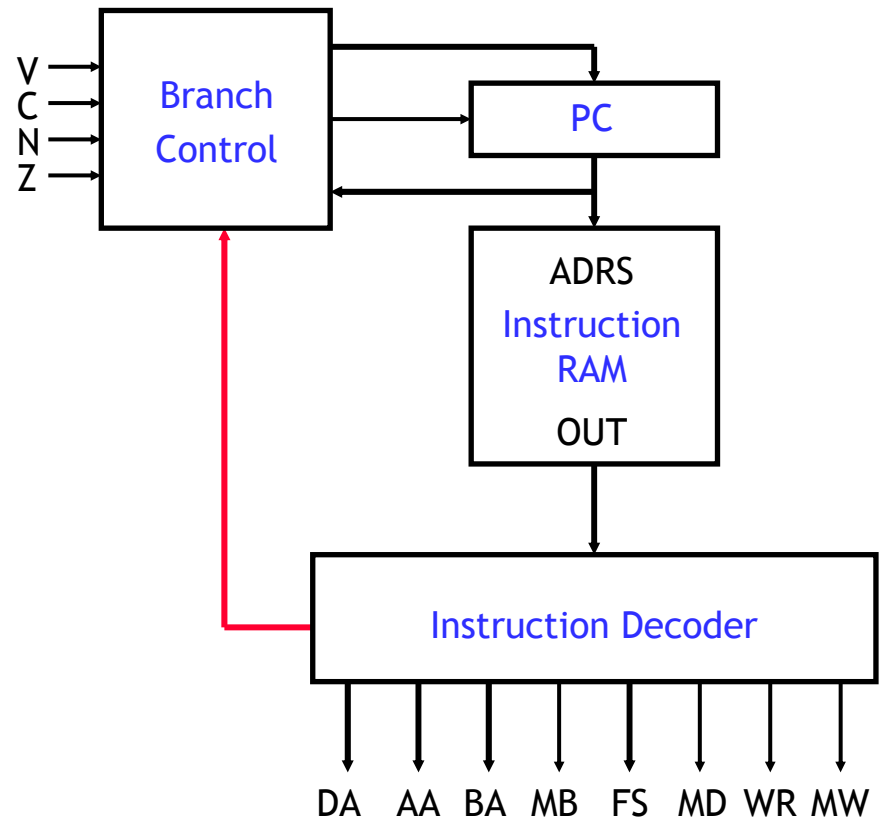 V
C
N
Z
Branch
Control
PC
ADRS
Instruction
RAM
OUT
Instruction Decoder
DA AA BA MB FS MD WR MW